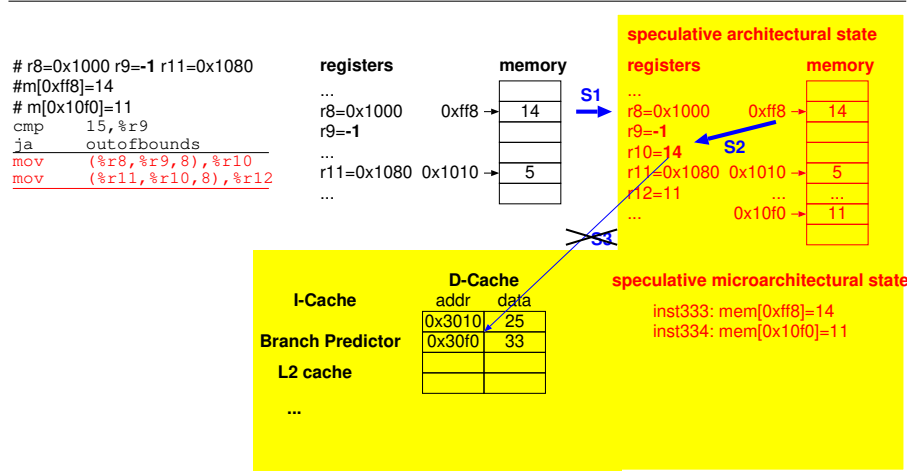 # r8=0x1000 r9=-1 r11=0x1080
#m[0xff8]=14
# m[0x10f0]=11
cmp 15,%r9
ja outofbounds
mov (%r8,%r9,8),%r10
mov (%r11,%r10,8),%r12
registers memory
...
r8=0x1000 0xff8 14
r9=-1
...
r11=0x1080 0x1010 5
...
S1
speculative architectural state
registers memory
...
r8=0x1000 0xff8 14
r9=-1
S2
r10=14
r11=0x1080 0x1010 5
r12=11 ... ...
... 0x10f0 11
S3
D-Cache
I-Cache addr data
0x3010 25
Branch Predictor 0x30f0 33
L2 cache
...
speculative microarchitectural state
inst333: mem[0xff8]=14
inst334: mem[0x10f0]=11